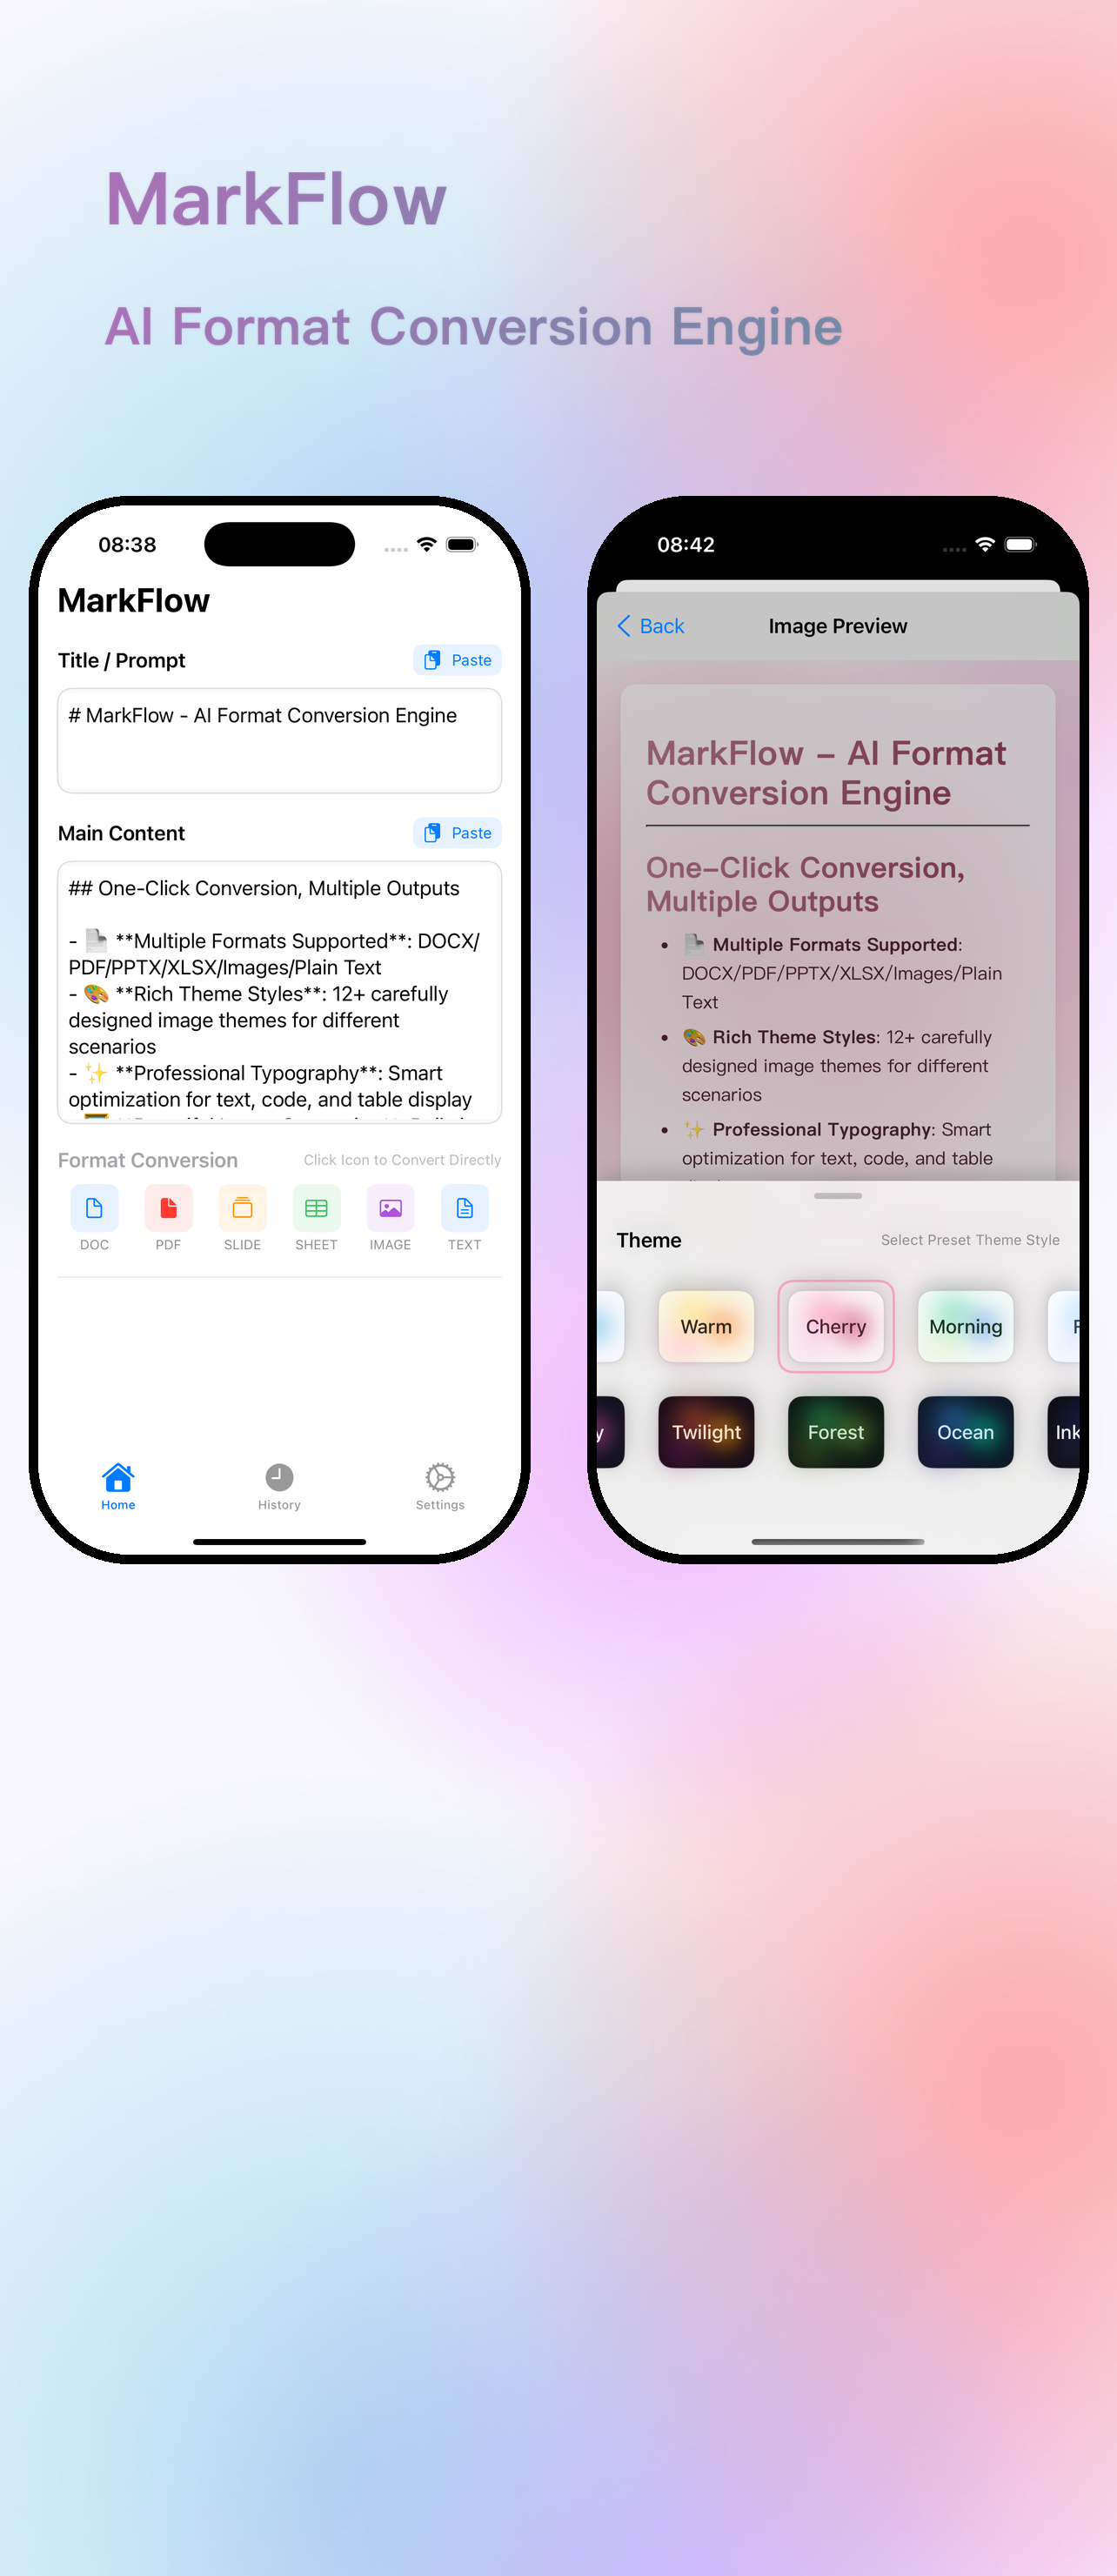 MarkFlow
AI Format Conversion Engine
08:38
MarkFlow
Title / Prompt
Paste
# MarkFlow - AI Format Conversion Engine
Main Content
Paste
## One-Click Conversion, Multiple Outputs
- 📄 **Multiple Formats Supported**: DOCX/
PDF/PPTX/XLSX/Images/Plain Text
- 🎨 **Rich Theme Styles**: 12+ carefully
designed image themes for different
scenarios
- ✨ **Professional Typography**: Smart
optimization for text, code, and table display
Format Conversion
Click Icon to Convert Directly
DOC
PDF
SLIDE
SHEET
IMAGE
TEXT
Home
History
Settings
08:42
Back
Image Preview
MarkFlow – AI Format
Conversion Engine
One–Click Conversion,
Multiple Outputs
• 📄 Multiple Formats Supported:
DOCX/PDF/PPTX/XLSX/Images/Plain
Text
• 🎨 Rich Theme Styles: 12+ carefully
designed image themes for different
scenarios
• ✨ Professional Typography: Smart
optimization for text, code, and table
Theme
Select Preset Theme Style
Warm
Cherry
Morning
F
y
Twilight
Forest
Ocean
Ink